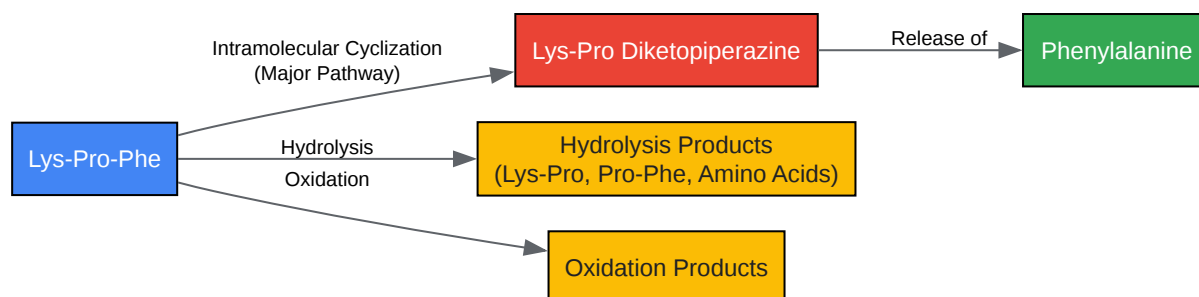 Intramolecular Cyclization
(Major Pathway)
Lys-Pro Diketopiperazine
Release of
Phenylalanine
Lys-Pro-Phe
Hydrolysis
Hydrolysis Products
(Lys-Pro, Pro-Phe, Amino Acids)
Oxidation
Oxidation Products